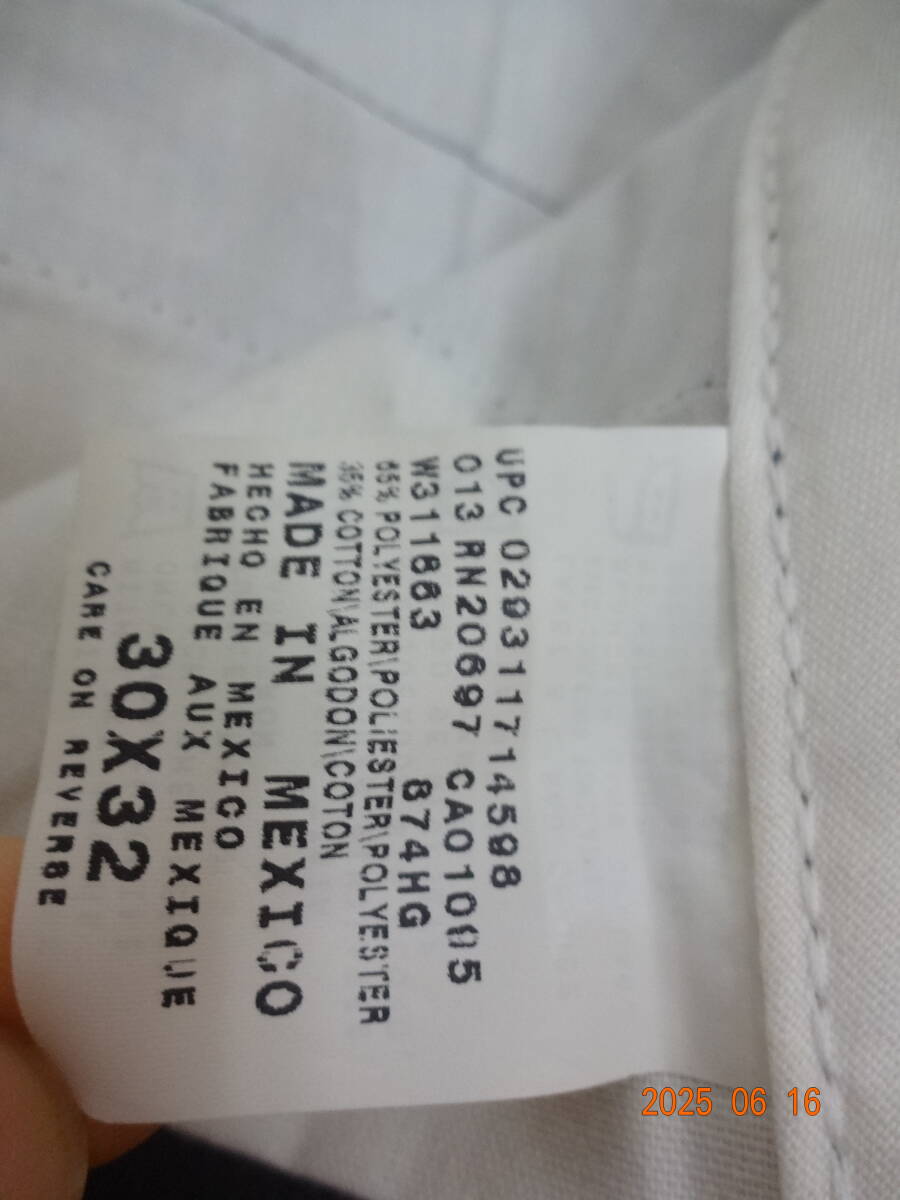 UPC 029311714598
013 RN20697 CA01005
W311663 874HG
65% POLYESTER\POLIESTER\POLYESTER
35% COTTON\ALGODON\COTON
MADE IN MEXICO
HECHO EN MEXICO
FABRIQUE AUX MEXIQUE
30X32
CARE ON REVERSE
2025 06 16